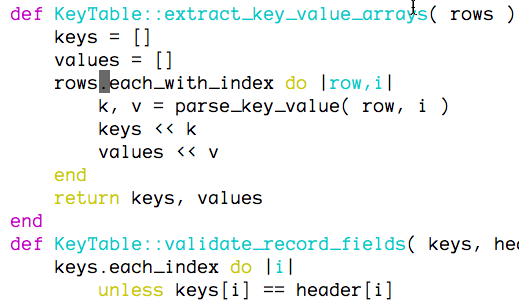 def KeyTable::extract_key_value_arrays( rows )
    keys = []
    values = []
    rows.each_with_index do |row,i|
        k, v = parse_key_value( row, i )
        keys << k
        values << v
    end
    return keys, values
end
def KeyTable::validate_record_fields( keys,
    keys.each_index do |i|
        unless keys[i] == header[i]